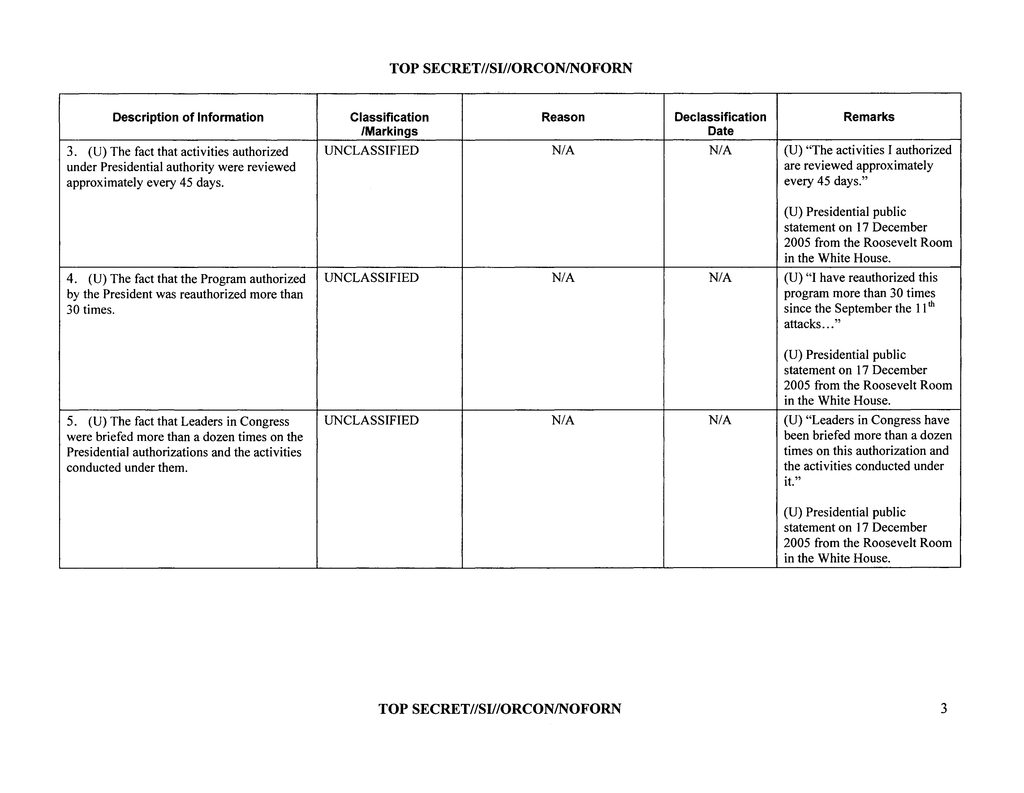 TOP SECRET//SI//ORCON/NOFORN
Description of Information
Classification
/Markings
Reason
Declassification
Date
Remarks
3. (U) The fact that activities authorized
under Presidential authority were reviewed
approximately every 45 days.
UNCLASSIFIED
N/A
N/A
(U) “The activities I authorized
are reviewed approximately
every 45 days.”
(U) Presidential public
statement on 17 December
2005 from the Roosevelt Room
in the White House.
4. (U) The fact that the Program authorized
by the President was reauthorized more than
30 times.
UNCLASSIFIED
N/A
N/A
(U) “I have reauthorized this
program more than 30 times
since the September the 11th
attacks…”
(U) Presidential public
statement on 17 December
2005 from the Roosevelt Room
in the White House.
5. (U) The fact that Leaders in Congress
were briefed more than a dozen times on the
Presidential authorizations and the activities
conducted under them.
UNCLASSIFIED
N/A
N/A
(U) “Leaders in Congress have
been briefed more than a dozen
times on this authorization and
the activities conducted under
it.”
(U) Presidential public
statement on 17 December
2005 from the Roosevelt Room
in the White House.
TOP SECRET//SI//ORCON/NOFORN
3